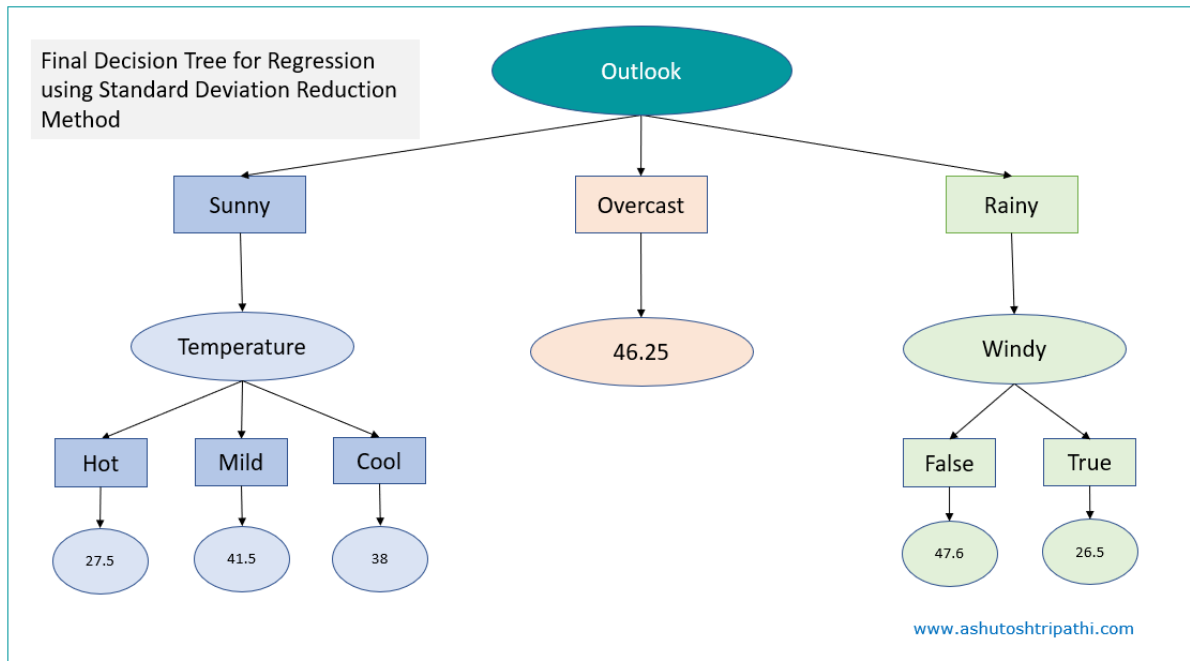 Final Decision Tree for Regression
using Standard Deviation Reduction
Method
Outlook
Sunny
Overcast
Rainy
Temperature
46.25
Windy
Hot
Mild
Cool
False
True
27.5
41.5
38
47.6
26.5
www.ashutoshtripathi.com